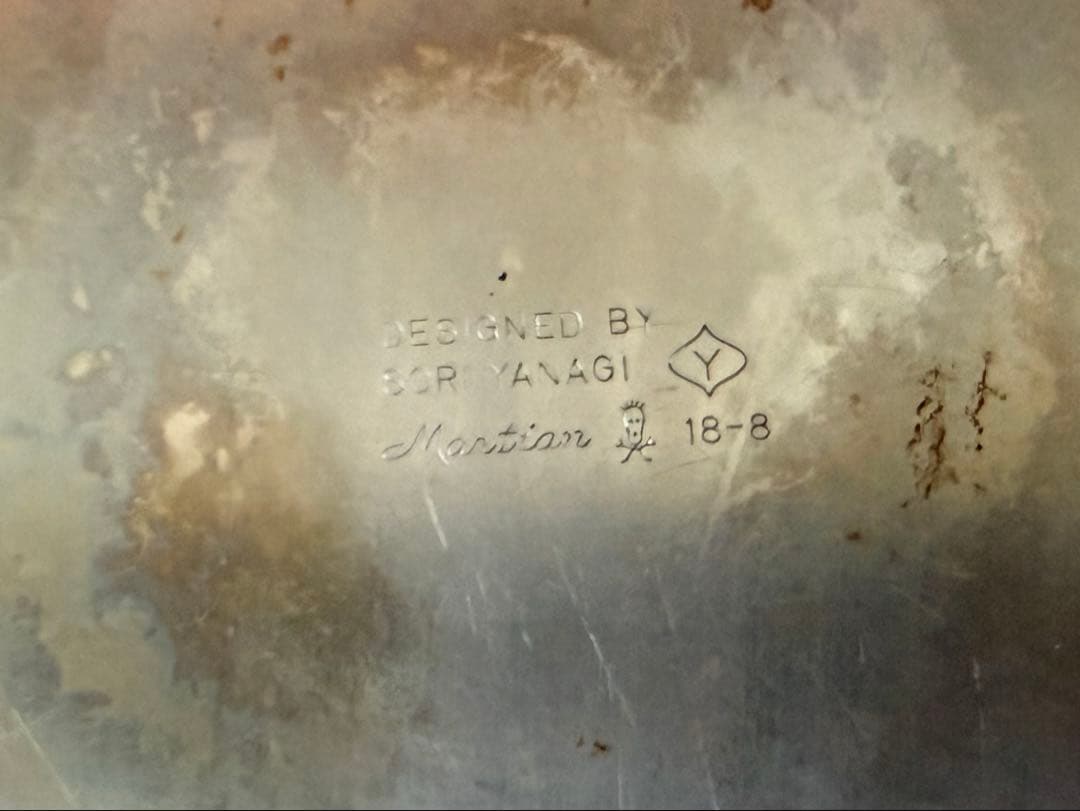 DESIGNED BY
SORI YANAGI Y
Martian 18-8